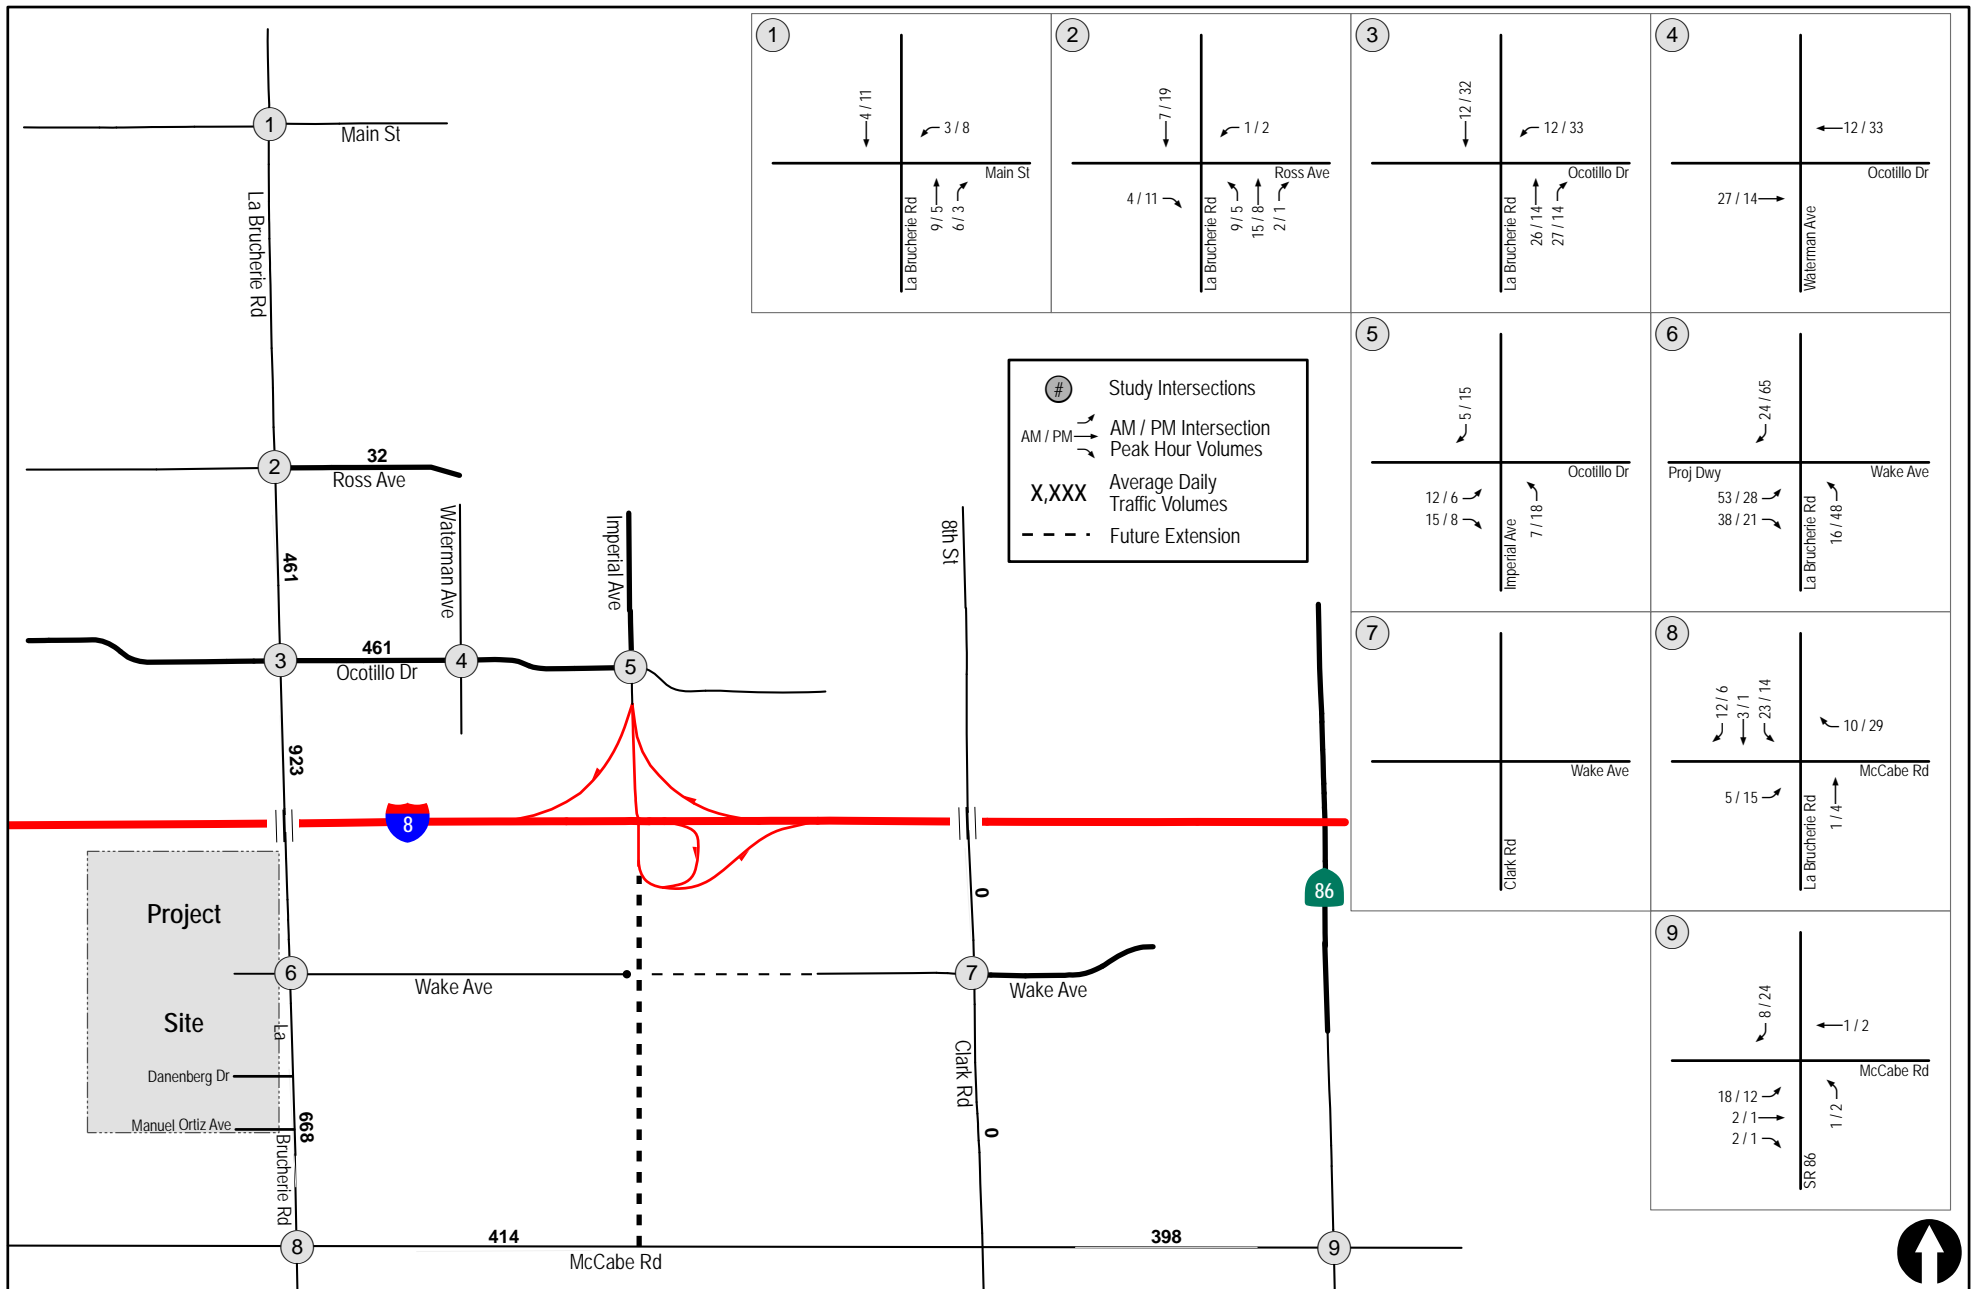 1
Main St
La Brucherie Rd
2
32
Ross Ave
461
Waterman Ave
Imperial Ave
8th St
3
461
Ocotillo Dr
4
5
923
8
86
Project
Site
6
Wake Ave
0
7
Wake Ave
La
Brucherie Rd
Danenberg Dr
Manuel Ortiz Ave
668
Clark Rd
0
8
414
McCabe Rd
398
9
#
Study Intersections
AM / PM
AM / PM Intersection
Peak Hour Volumes
X,XXX
Average Daily
Traffic Volumes
Future Extension
1
4 / 11
3 / 8
Main St
La Brucherie Rd
9 / 5
6 / 3
2
7 / 19
1 / 2
Ross Ave
4 / 11
La Brucherie Rd
9 / 5
15 / 8
2 / 1
3
12 / 32
12 / 33
Ocotillo Dr
La Brucherie Rd
26 / 14
27 / 14
4
12 / 33
Ocotillo Dr
27 / 14
Waterman Ave
5
5 / 15
Ocotillo Dr
12 / 6
15 / 8
Imperial Ave
7 / 18
6
24 / 65
Proj Dwy
Wake Ave
53 / 28
38 / 21
La Brucherie Rd
16 / 48
7
Wake Ave
Clark Rd
8
12 / 6
3 / 1
23 / 14
10 / 29
McCabe Rd
5 / 15
La Brucherie Rd
1 / 4
9
8 / 24
1 / 2
McCabe Rd
18 / 12
2 / 1
2 / 1
SR 86
1 / 2